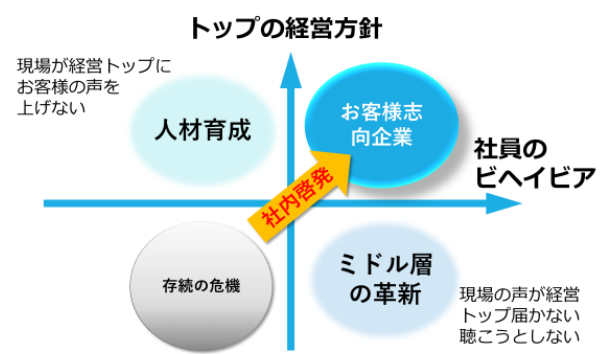 トップの経営方針
現場が経営トップに
お客様の声を
上げない
人材育成
お客様志
向企業
社員の
ビヘイビア
社内啓発
存続の危機
ミドル層
の革新
現場の声が経営
トップ届かない
聴こうとしない